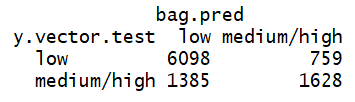 bag.pred
y.vector.test low medium/high
low 6098 759
medium/high 1385 1628